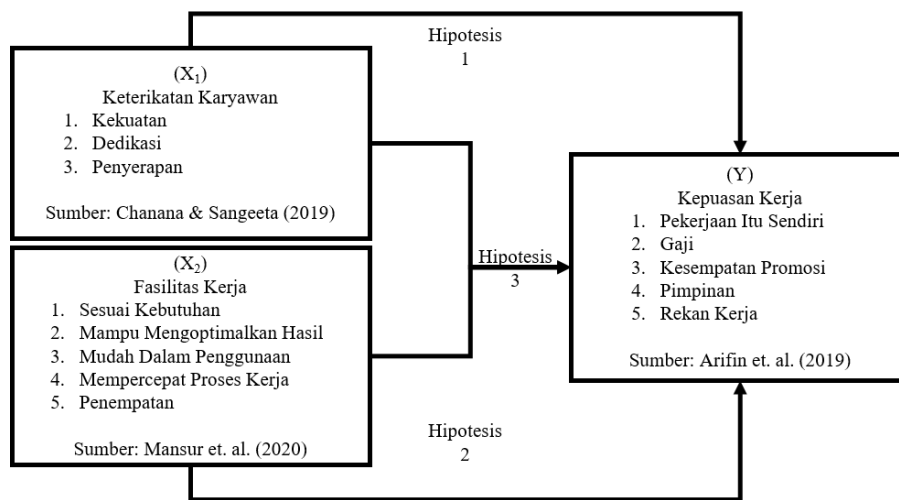 Hipotesis
1
(X₁)
Keterikatan Karyawan
1. Kekuatan
2. Dedikasi
3. Penyerapan
Sumber: Chanana & Sangeeta (2019)
(X₂)
Fasilitas Kerja
1. Sesuai Kebutuhan
2. Mampu Mengoptimalkan Hasil
3. Mudah Dalam Penggunaan
4. Mempercepat Proses Kerja
5. Penempatan
Sumber: Mansur et. al. (2020)
Hipotesis
3
(Y)
Kepuasan Kerja
1. Pekerjaan Itu Sendiri
2. Gaji
3. Kesempatan Promosi
4. Pimpinan
5. Rekan Kerja
Sumber: Arifin et. al. (2019)
Hipotesis
2